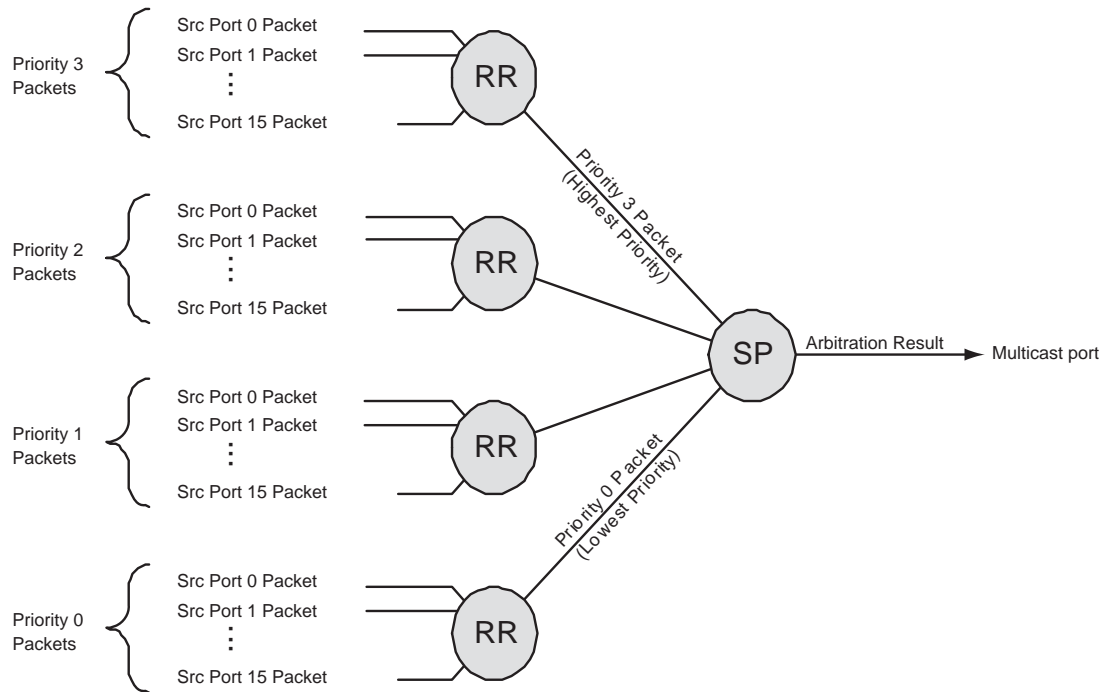 Priority 3
Packets
Src Port 0 Packet
Src Port 1 Packet
Src Port 15 Packet
RR
Priority 3 Packet
(Highest Priority)
Priority 2
Packets
Src Port 0 Packet
Src Port 1 Packet
Src Port 15 Packet
RR
SP
Arbitration Result
Multicast port
Priority 1
Packets
Src Port 0 Packet
Src Port 1 Packet
Src Port 15 Packet
RR
Priority 0 Packet
(Lowest Priority)
Priority 0
Packets
Src Port 0 Packet
Src Port 1 Packet
Src Port 15 Packet
RR